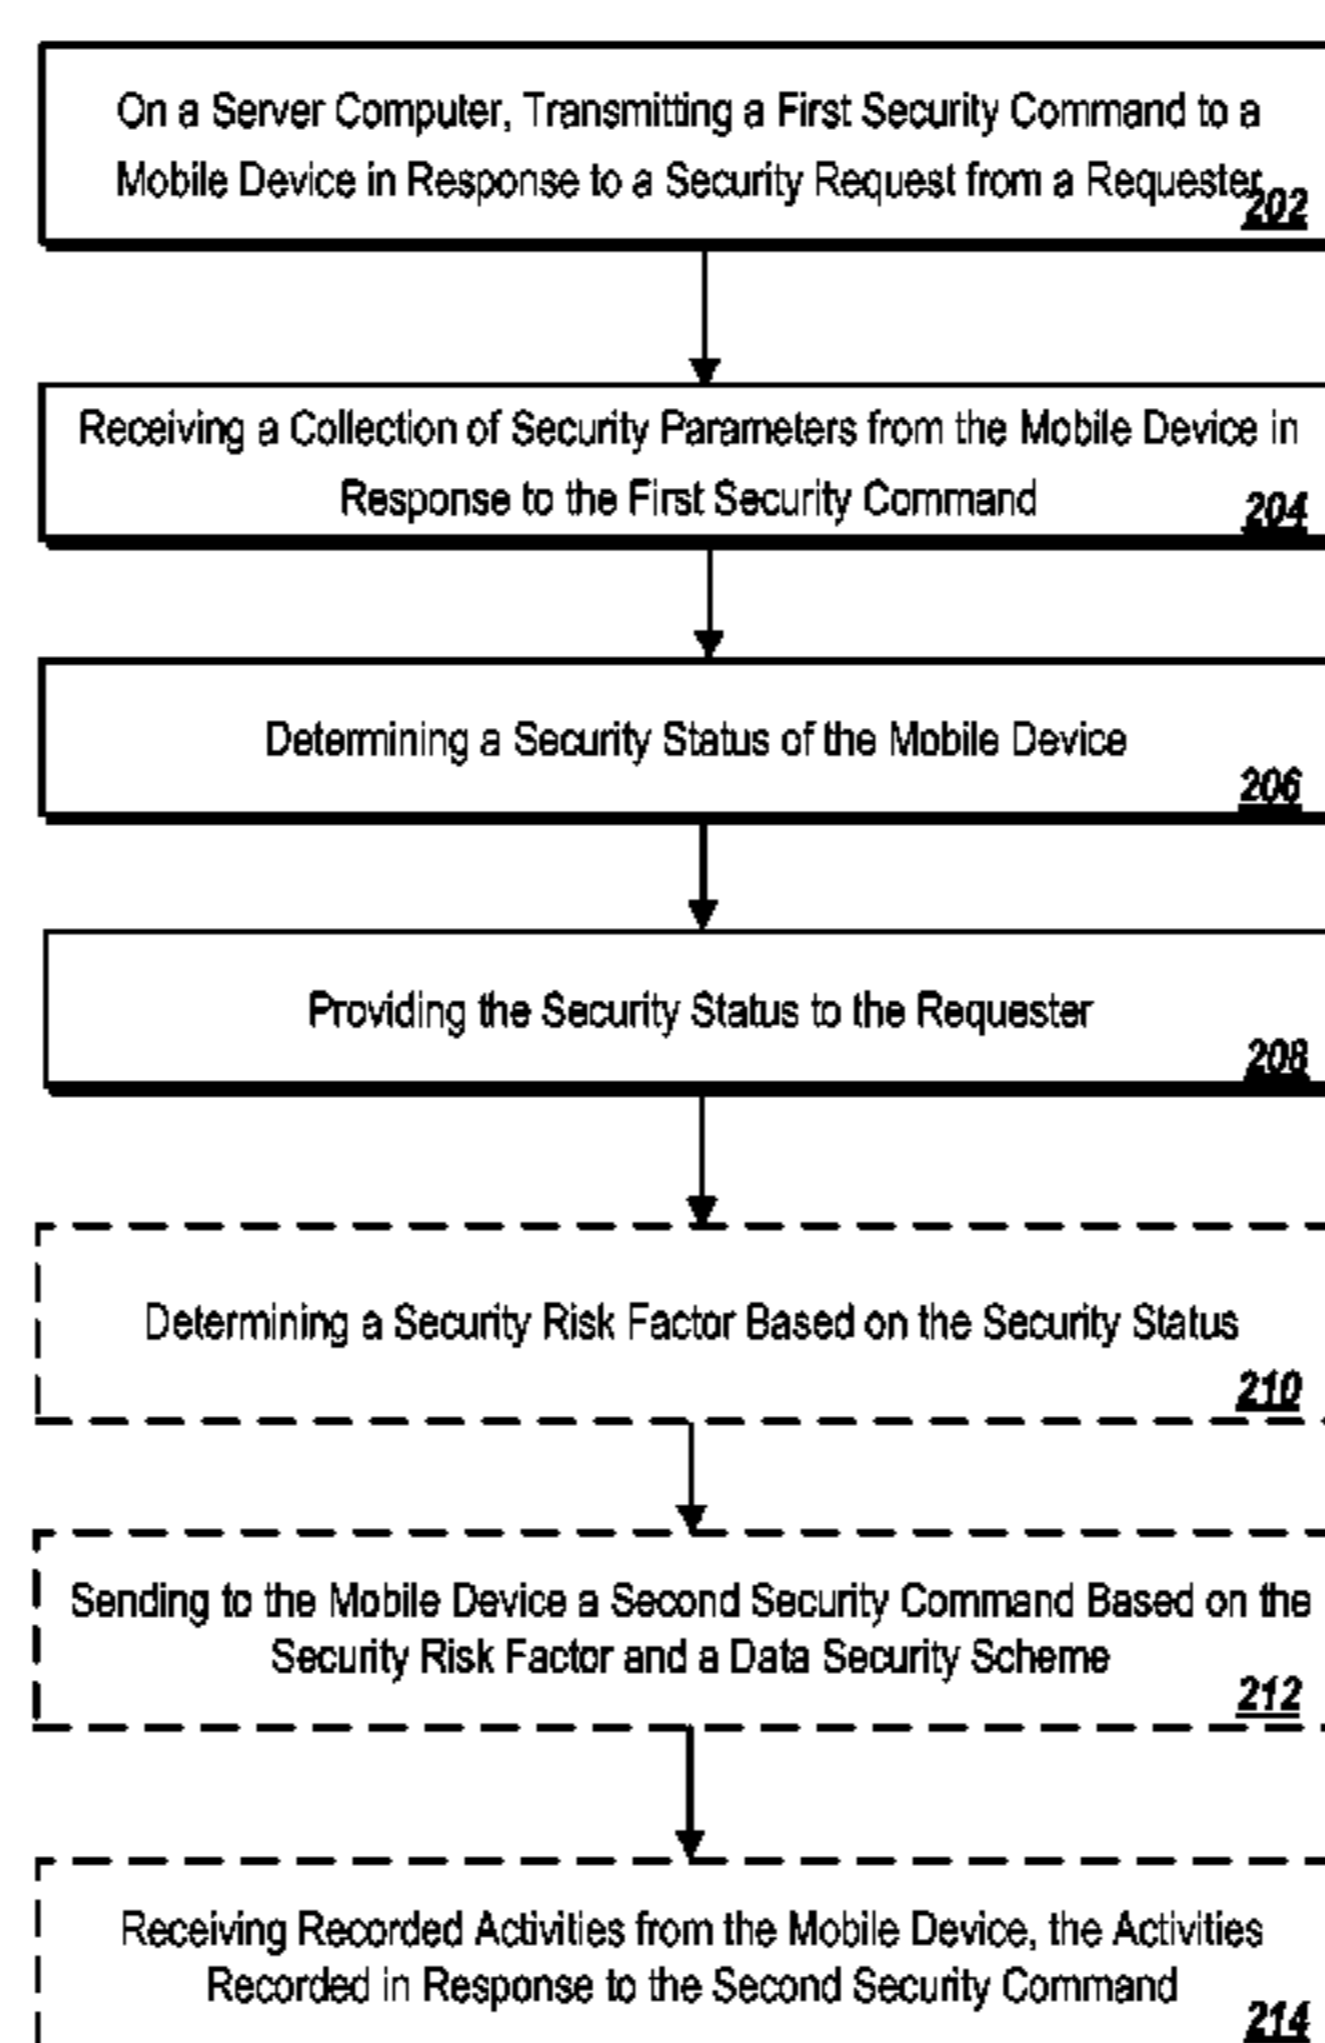 On a Server Computer, Transmitting a First Security Command to a
Mobile Device in Response to a Security Request from a Requester
202
Receiving a Collection of Security Parameters from the Mobile Device in
Response to the First Security Command
204
Determining a Security Status of the Mobile Device
206
Providing the Security Status to the Requester
208
Determining a Security Risk Factor Based on the Security Status
210
Sending to the Mobile Device a Second Security Command Based on the
Security Risk Factor and a Data Security Scheme
212
Receiving Recorded Activities from the Mobile Device, the Activities
Recorded in Response to the Second Security Command
214